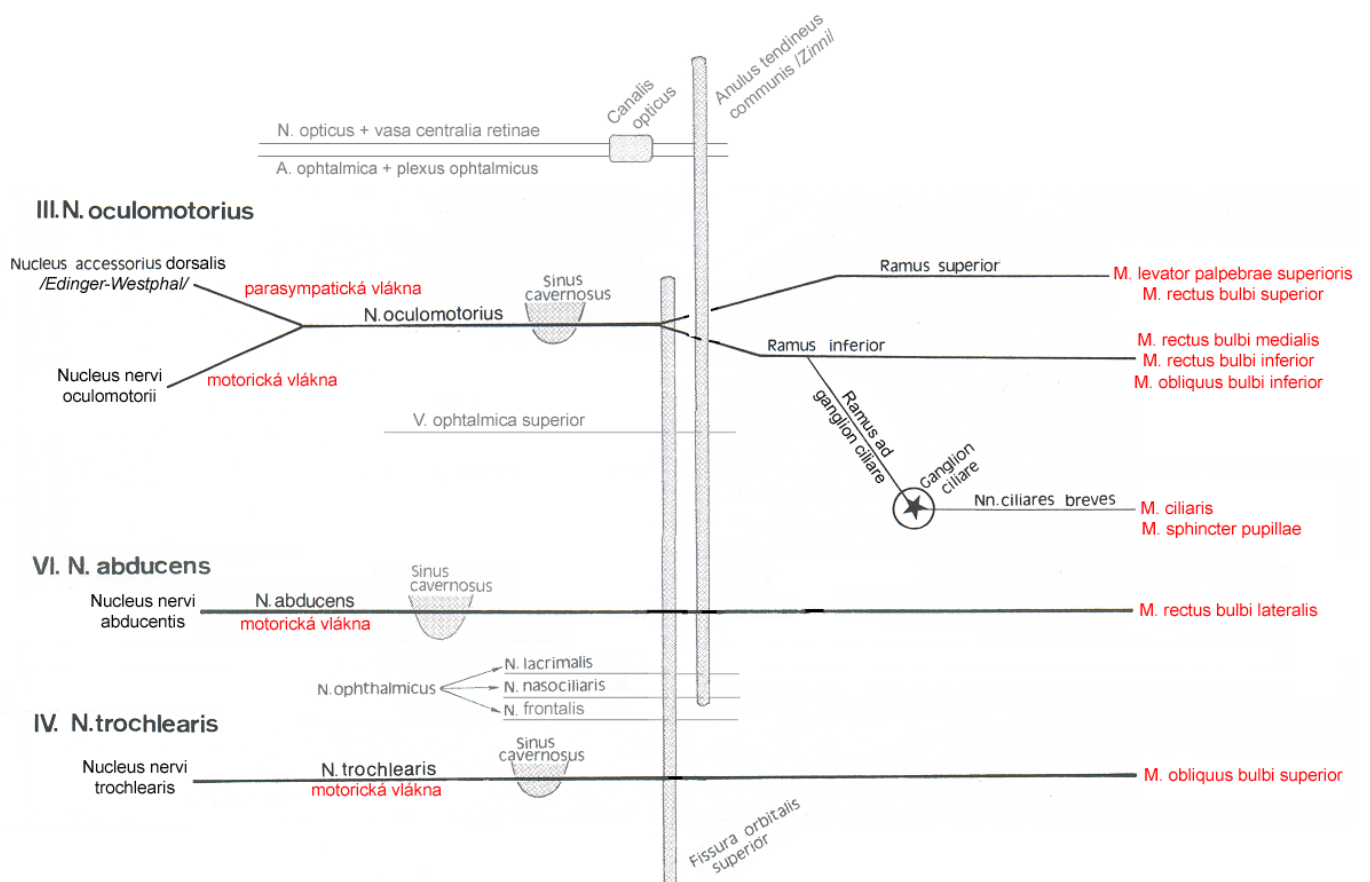 Canalis
opticus
Anulus tendineus
communis /Zinnii/
N. opticus + vasa centralia retinae
A. ophtalmica + plexus ophtalmicus
III. N. oculomotorius
Nucleus accessorius dorsalis
/Edinger-Westphal/
parasympatická vlákna
N. oculomotorius
Sinus
cavernosus
Ramus superior
M. levator palpebrae superioris
M. rectus bulbi superior
Nucleus nervi
oculomotorii
motorická vlákna
Ramus inferior
M. rectus bulbi medialis
M. rectus bulbi inferior
M. obliquus bulbi inferior
V. ophtalmica superior
Ramus ad
ganglion ciliare
Ganglion
ciliare
Nn. ciliares breves
M. ciliaris
M. sphincter pupillae
VI. N. abducens
Nucleus nervi
abducentis
N. abducens
motorická vlákna
Sinus
cavernosus
M. rectus bulbi lateralis
N. ophthalmicus
N. lacrimalis
N. nasociliaris
N. frontalis
IV. N. trochlearis
Nucleus nervi
trochlearis
N. trochlearis
motorická vlákna
Sinus
cavernosus
M. obliquus bulbi superior
Fissura orbitalis
superior